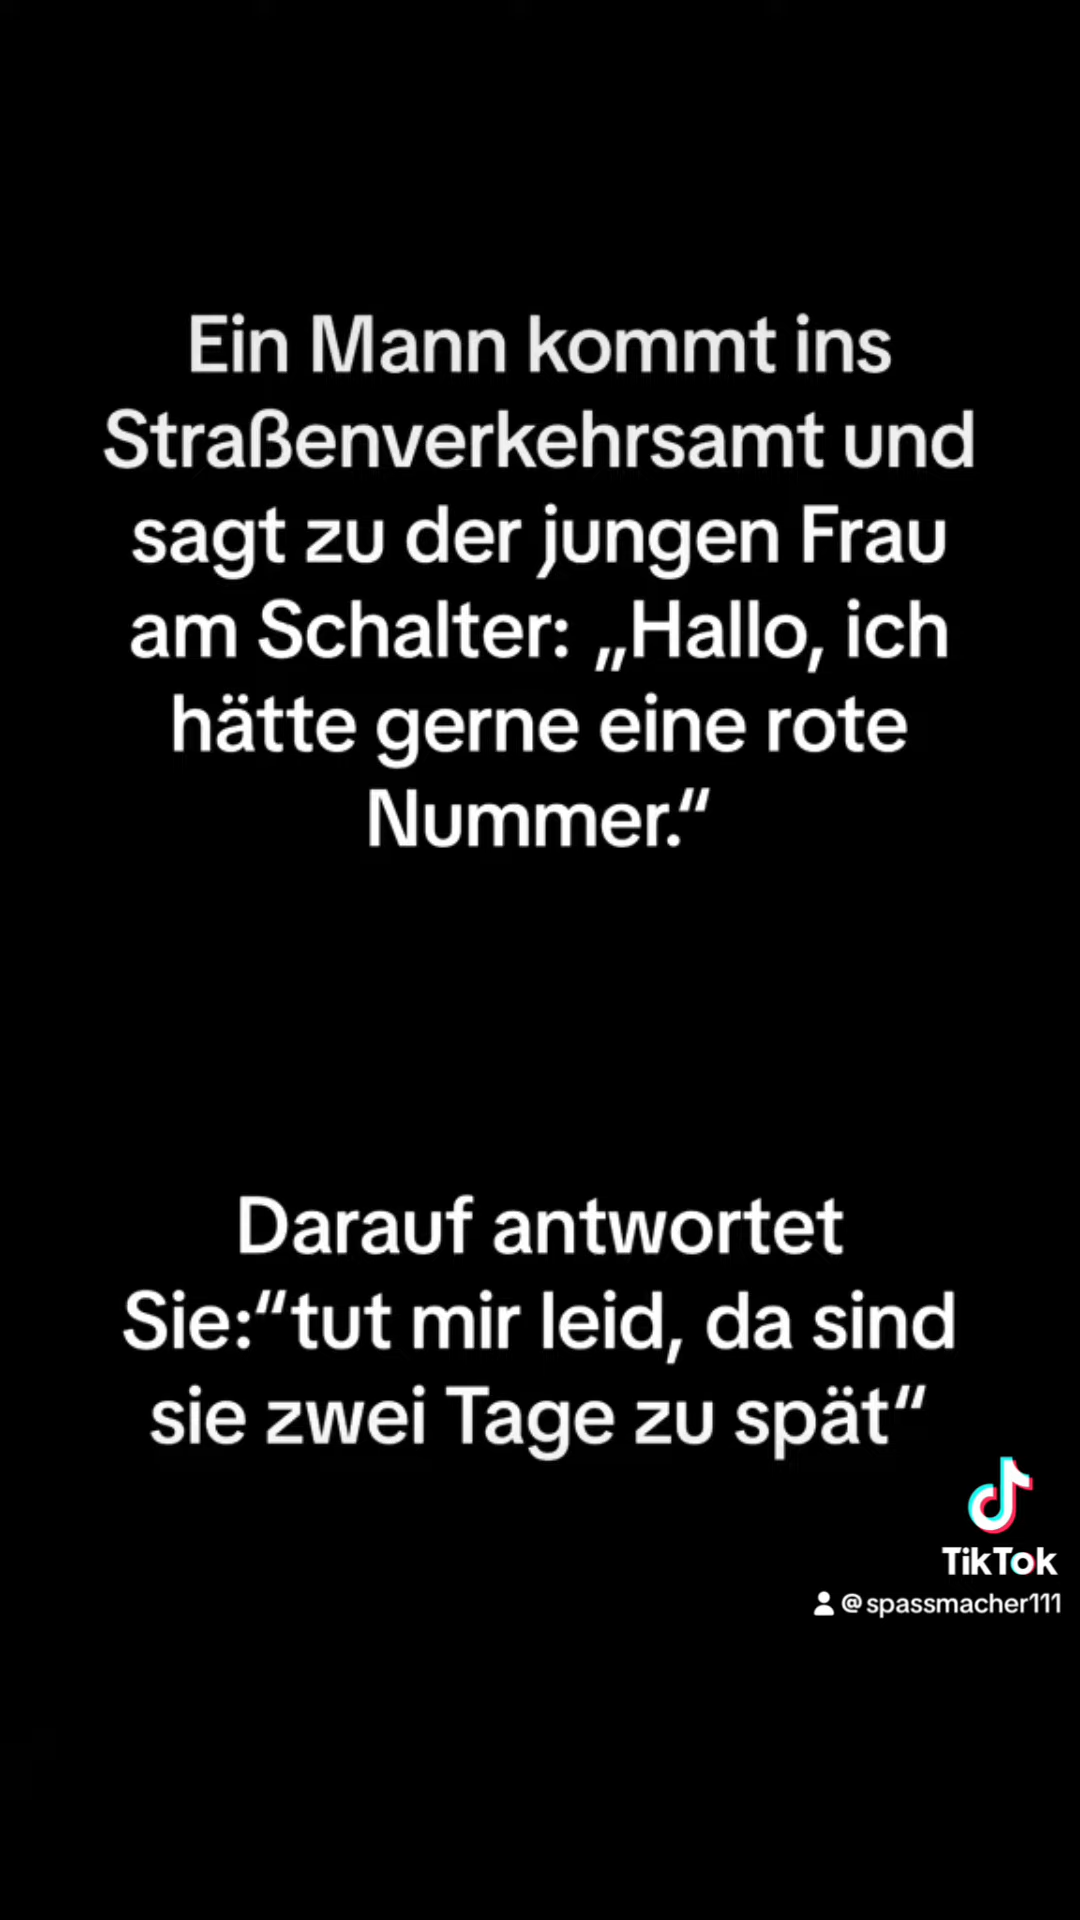 Ein Mann kommt ins
Straßenverkehrsamt und
sagt zu der jungen Frau
am Schalter: „Hallo, ich
hätte gerne eine rote
Nummer.“
Darauf antwortet
Sie:“tut mir leid, da sind
sie zwei Tage zu spät“
TikTok
@spassmacher111